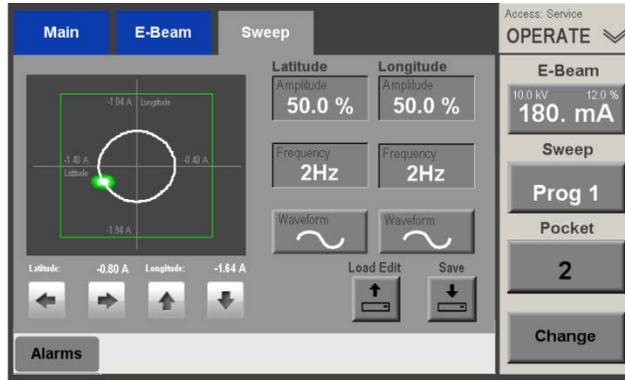 Main
E-Beam
Sweep
Access: Service
OPERATE
-1.04 A
Longitude
-1.40 A
Latitude
-0.40 A
-1.94 A
Latitude: -0.80 A Longitude: -1.64 A
Latitude
Longitude
Amplitude
50.0 %
Amplitude
50.0 %
Frequency
2Hz
Frequency
2Hz
Waveform
Waveform
Load Edit
Save
Alarms
E-Beam
10.0 kV 12.0 %
180. mA
Sweep
Prog 1
Pocket
2
Change